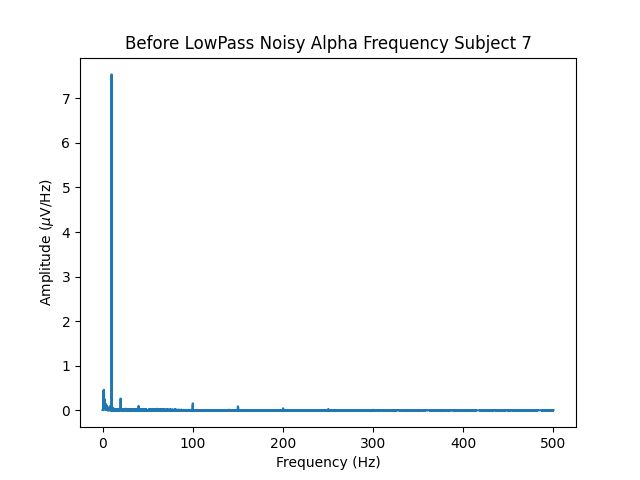 Before LowPass Noisy Alpha Frequency Subject 7
Amplitude (μV/Hz)
7
6
5
4
3
2
1
0
0 100 200 300 400 500
Frequency (Hz)